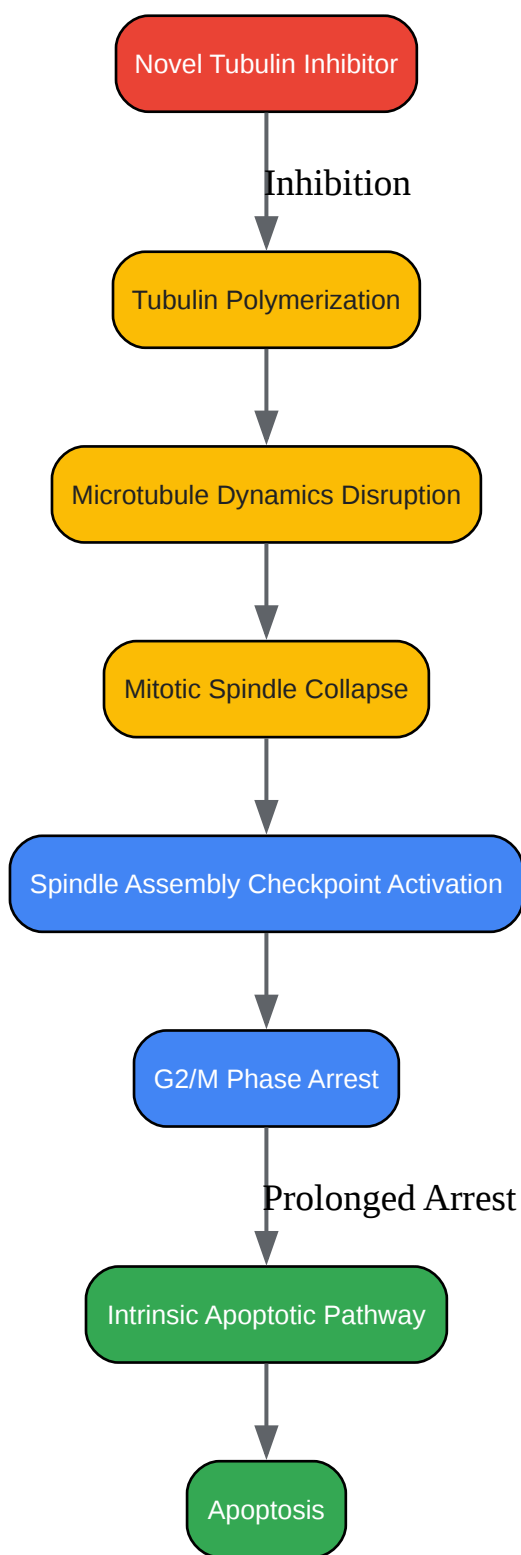 Novel Tubulin Inhibitor
Inhibition
Tubulin Polymerization
Microtubule Dynamics Disruption
Mitotic Spindle Collapse
Spindle Assembly Checkpoint Activation
G2/M Phase Arrest
Prolonged Arrest
Intrinsic Apoptotic Pathway
Apoptosis